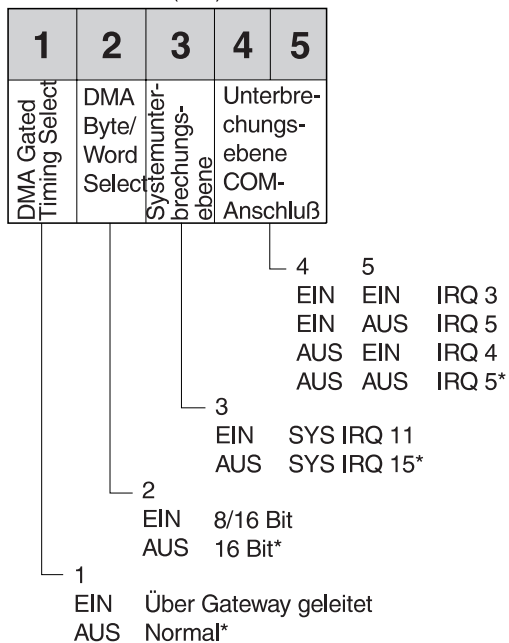 1 2 3 4 5
DMA Gated
Timing Select
DMA
Byte/
Word
Select
Systemunter-
brechungs-
ebene
Unterbre-
chungs-
ebene
COM-
Anschluß
4 5
EIN EIN IRQ 3
EIN AUS IRQ 5
AUS EIN IRQ 4
AUS AUS IRQ 5*
3
EIN SYS IRQ 11
AUS SYS IRQ 15*
2
EIN 8/16 Bit
AUS 16 Bit*
1
EIN Über Gateway geleitet
AUS Normal*